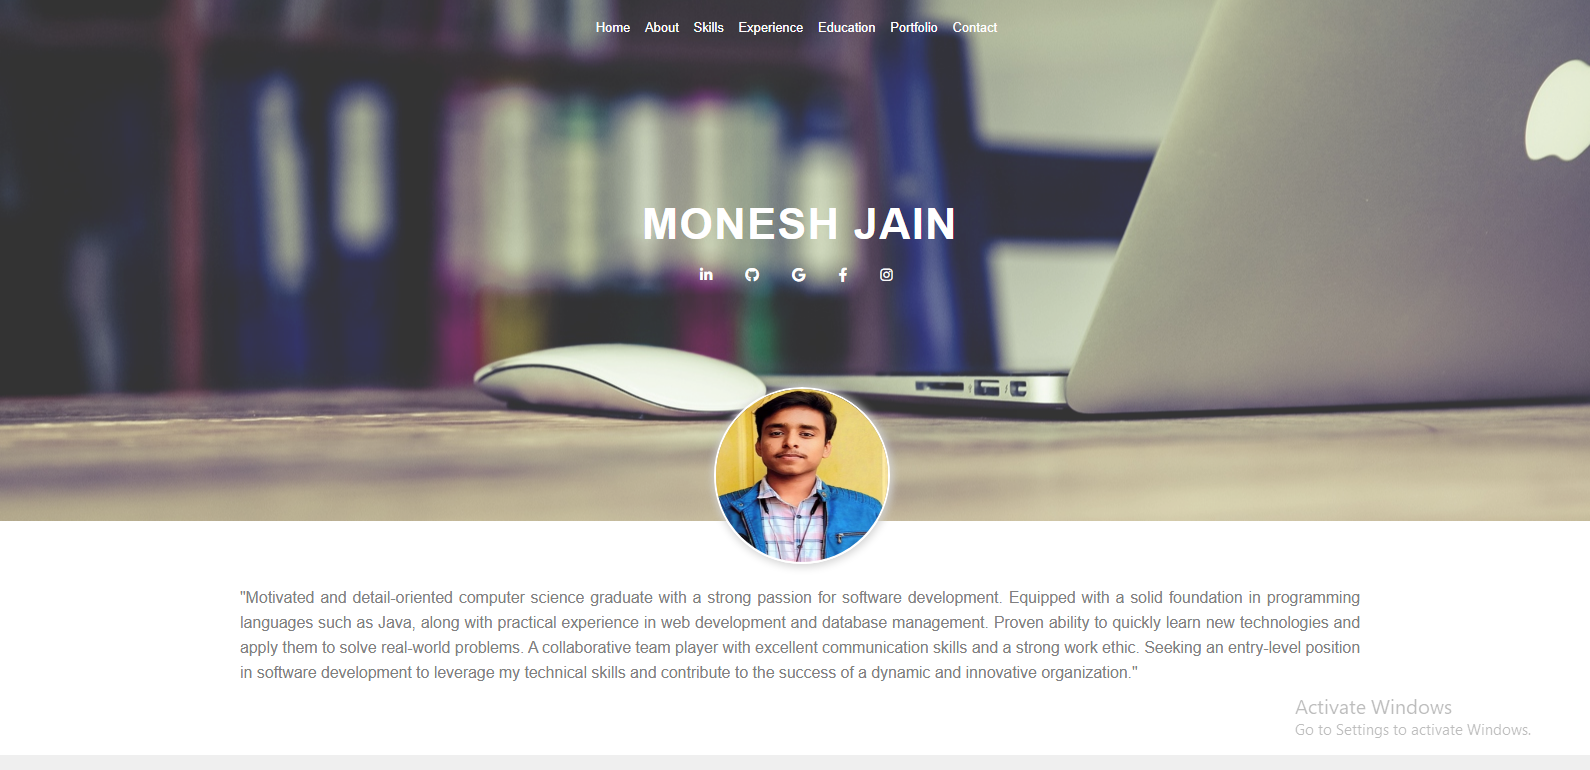 Home About Skills Experience Education Portfolio Contact
MONESH JAIN
"Motivated and detail-oriented computer science graduate with a strong passion for software development. Equipped with a solid foundation in programming
languages such as Java, along with practical experience in web development and database management. Proven ability to quickly learn new technologies and
apply them to solve real-world problems. A collaborative team player with excellent communication skills and a strong work ethic. Seeking an entry-level position
in software development to leverage my technical skills and contribute to the success of a dynamic and innovative organization."
Activate Windows
Go to Settings to activate Windows.